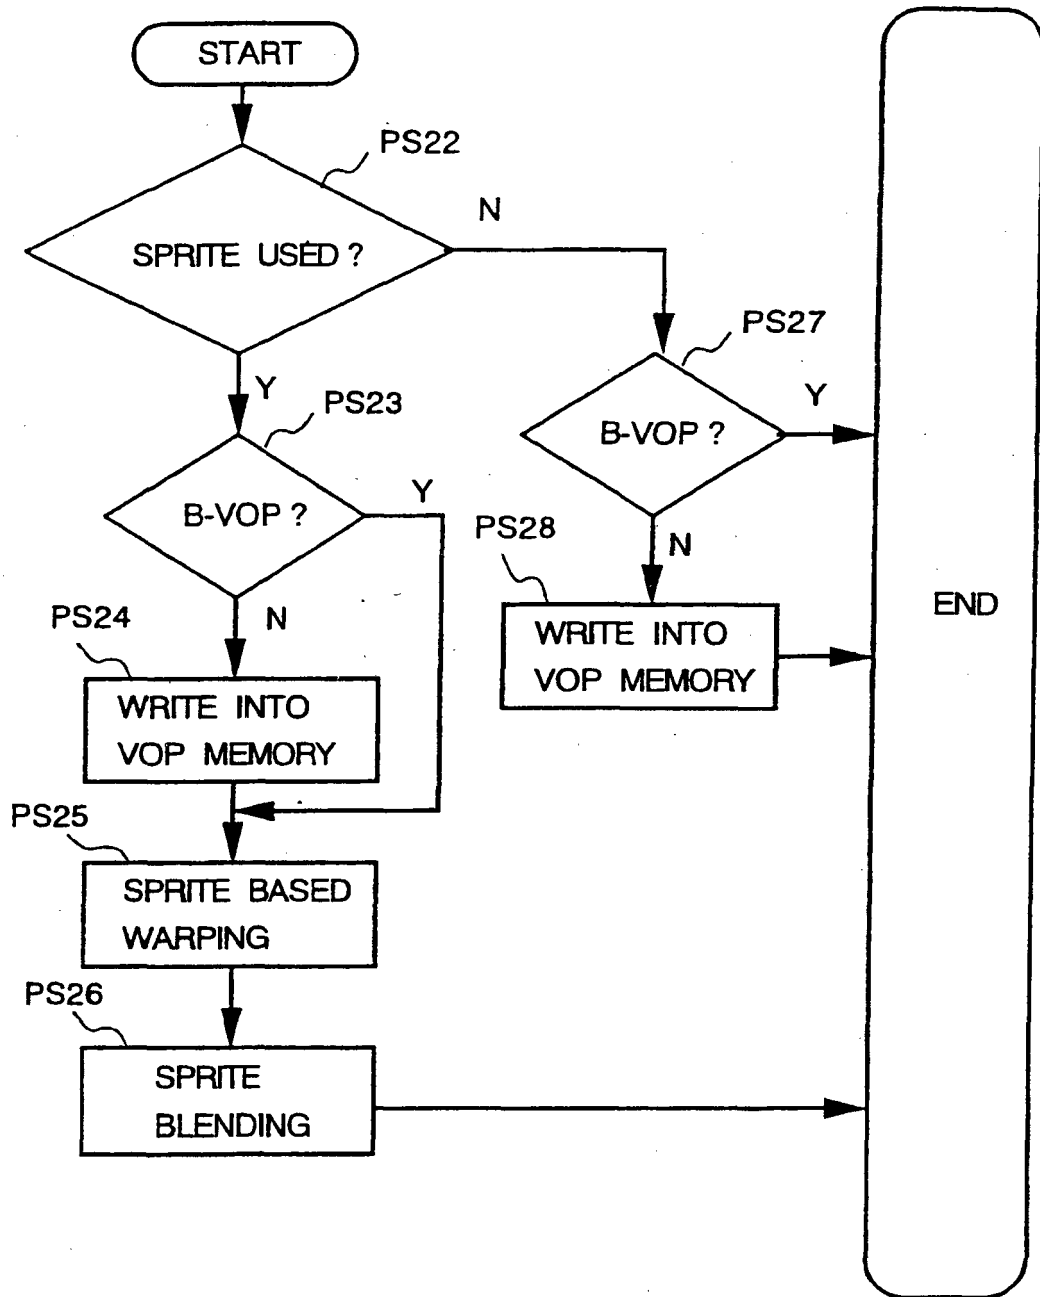 START
PS22
N
SPRITE USED ?
PS27
Y
PS23
Y
B-VOP ?
Y
B-VOP ?
PS28
N
PS24
N
WRITE INTO
VOP MEMORY
END
WRITE INTO
VOP MEMORY
PS25
SPRITE BASED
WARPING
PS26
SPRITE
BLENDING